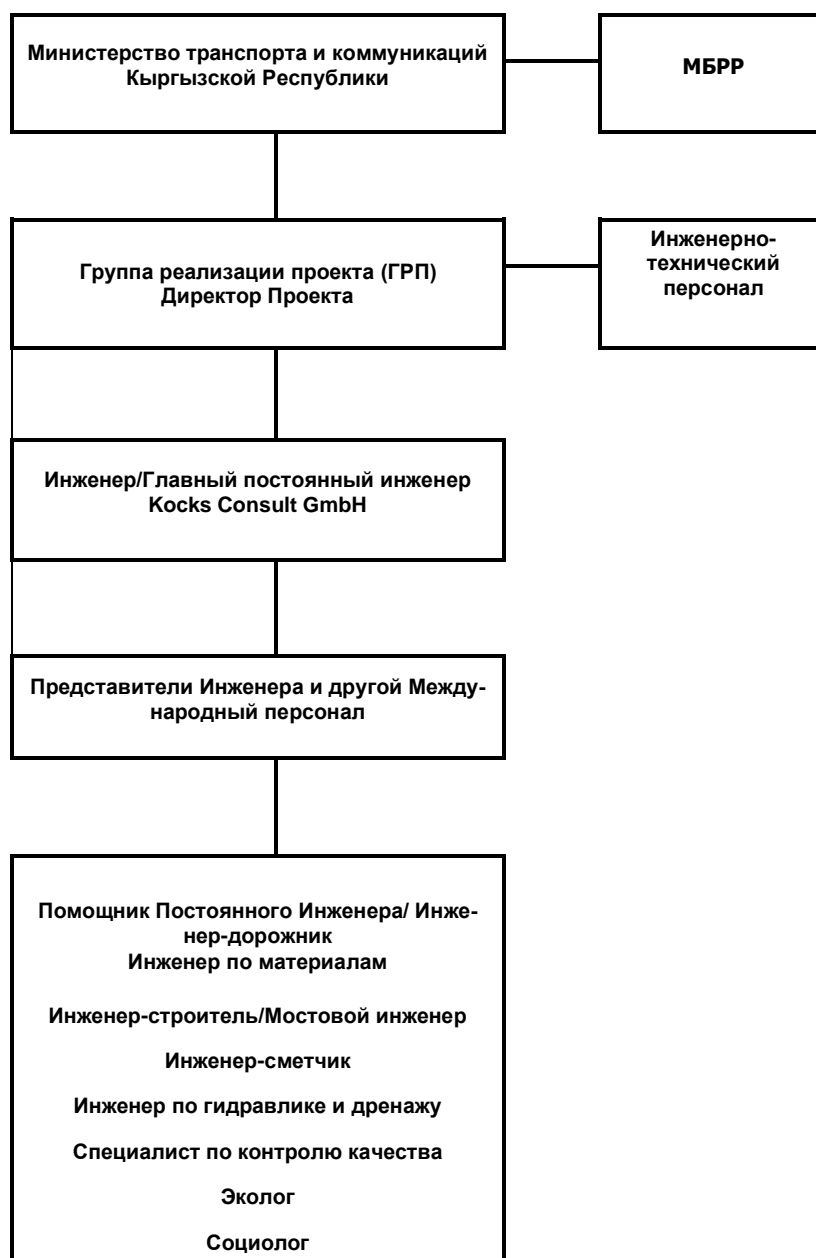 Министерство транспорта и коммуникаций
Кыргызской Республики
МБРР
Группа реализации проекта (ГРП)
Директор Проекта
Инженерно-
технический
персонал
Инженер/Главный постоянный инженер
Kocks Consult GmbH
Представители Инженера и другой Между-
народный персонал
Помощник Постоянного Инженера/ Инже-
нер-дорожник
Инженер по материалам
Инженер-строитель/Мостовой инженер
Инженер-сметчик
Инженер по гидравлике и дренажу
Специалист по контролю качества
Эколог
Социолог